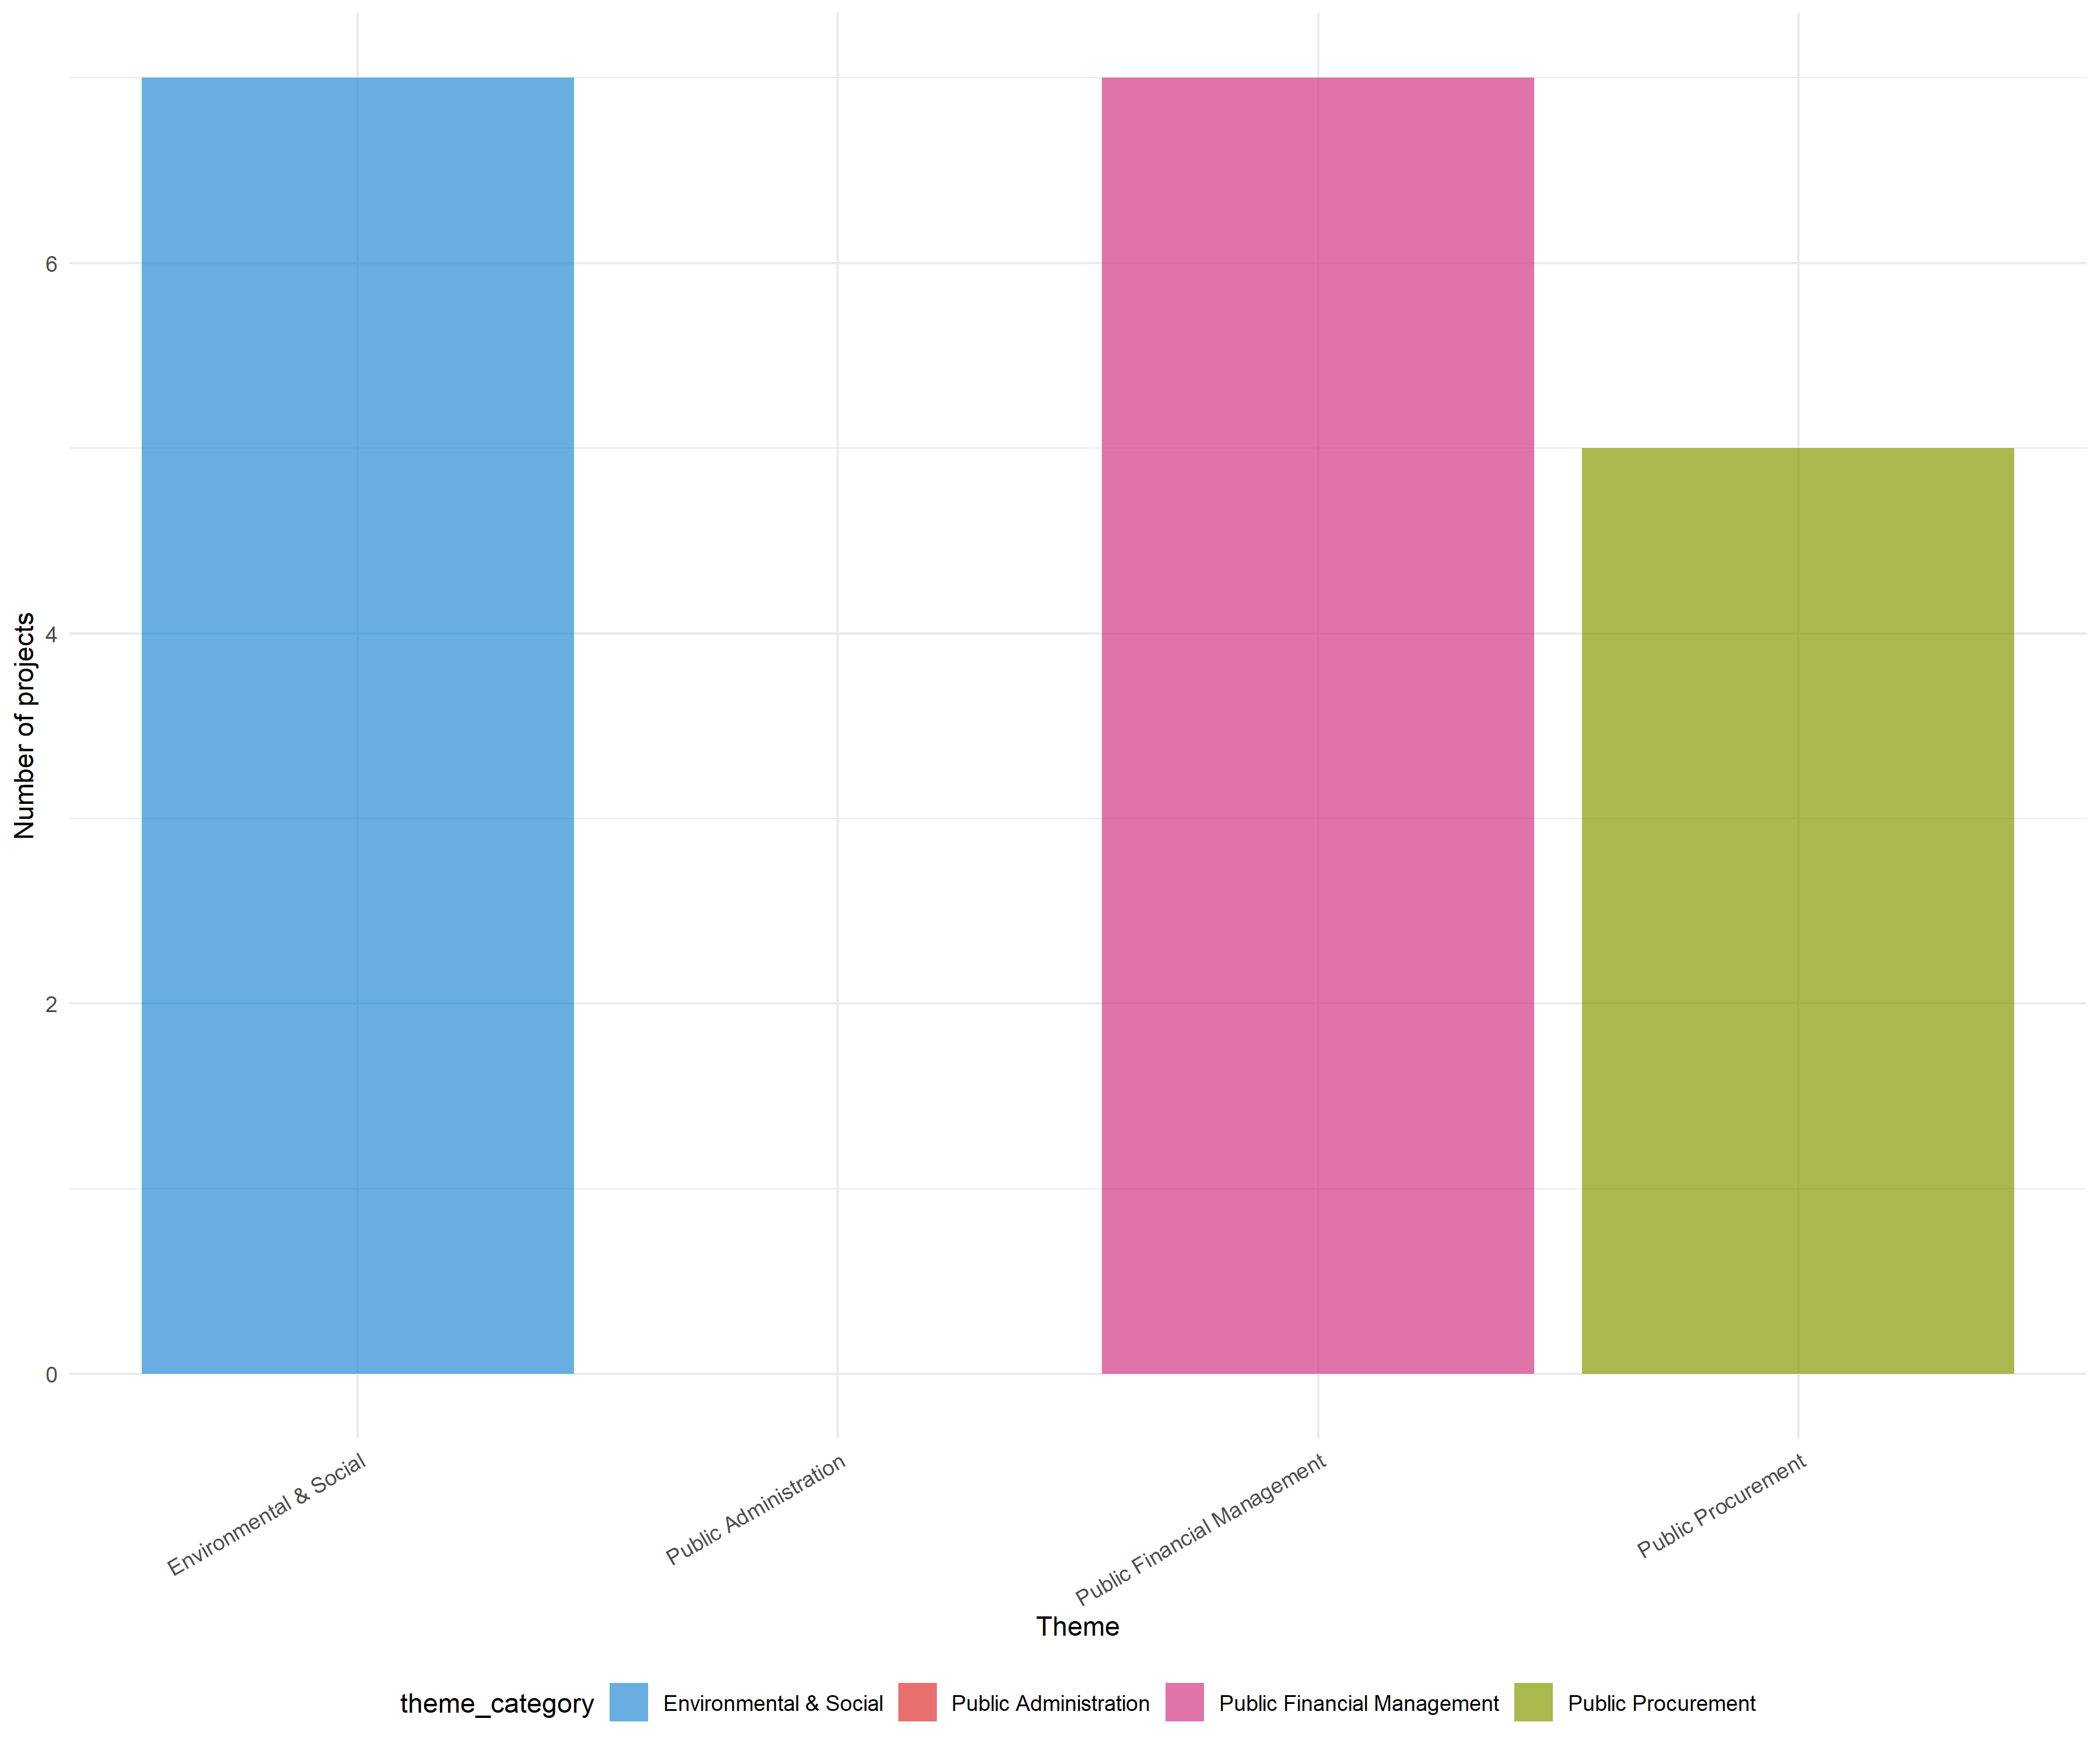 Number of projects
6
4
2
0
Environmental & Social
Public Administration
Public Financial Management
Public Procurement
Theme
theme_category Environmental & Social Public Administration Public Financial Management Public Procurement